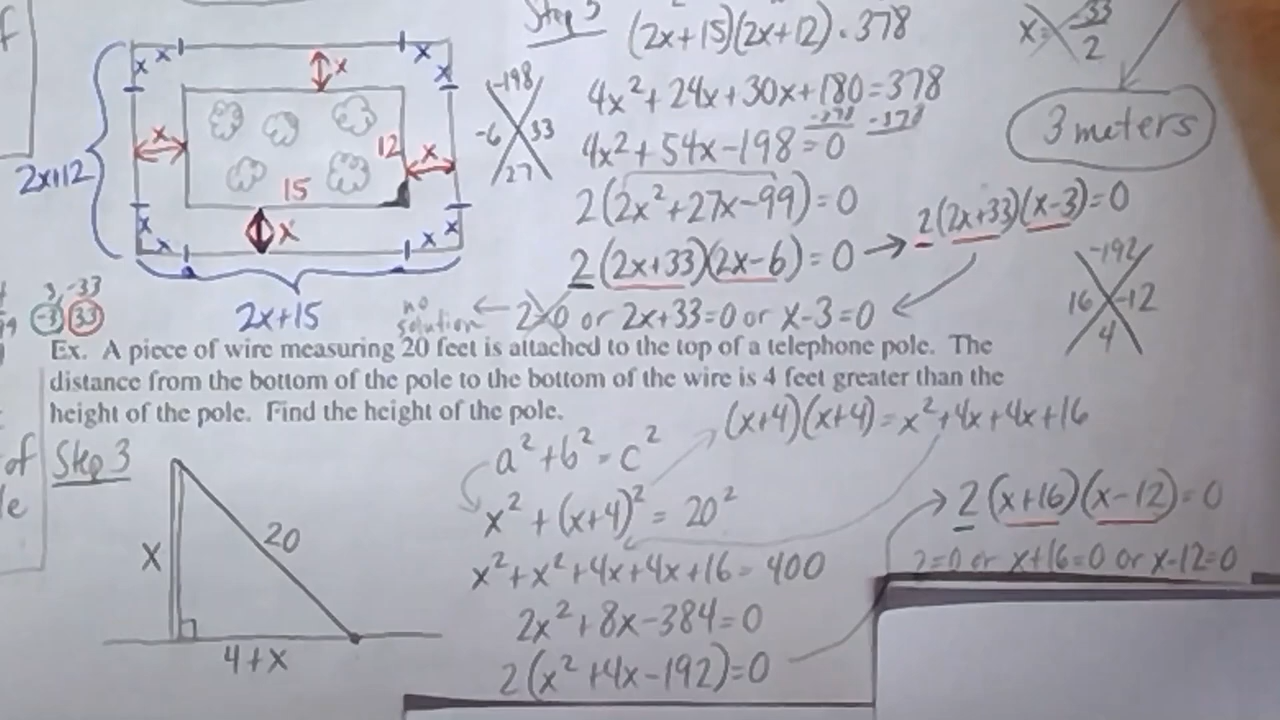 Step 3
(2x+15)(2x+12) = 378
4x²+24x+30x+180=378
-378 -378
4x²+54x-198=0
2(2x²+27x-99)=0
2(2x+33)(2x-6)=0 → 2(2x+33)(x-3)=0
no solution ← 2=0 or 2x+33=0 or x-3=0
x=
-33
2
3 meters
-198
-6 33
27
-192
16 -12
4
x x x x
x
x 12 x
15
x
x x x x
2x+12
2x+15
3 -33
-3 33
Ex. A piece of wire measuring 20 feet is attached to the top of a telephone pole. The
distance from the bottom of the pole to the bottom of the wire is 4 feet greater than the
height of the pole. Find the height of the pole.
of
Step 3
x
20
4+x
a²+b²=c²
(x+4)(x+4)=x²+4x+4x+16
x²+(x+4)²=20²
x²+x²+4x+4x+16=400
2x²+8x-384=0
2(x²+4x-192)=0
2(x+16)(x-12)=0
2=0 or x+16=0 or x-12=0